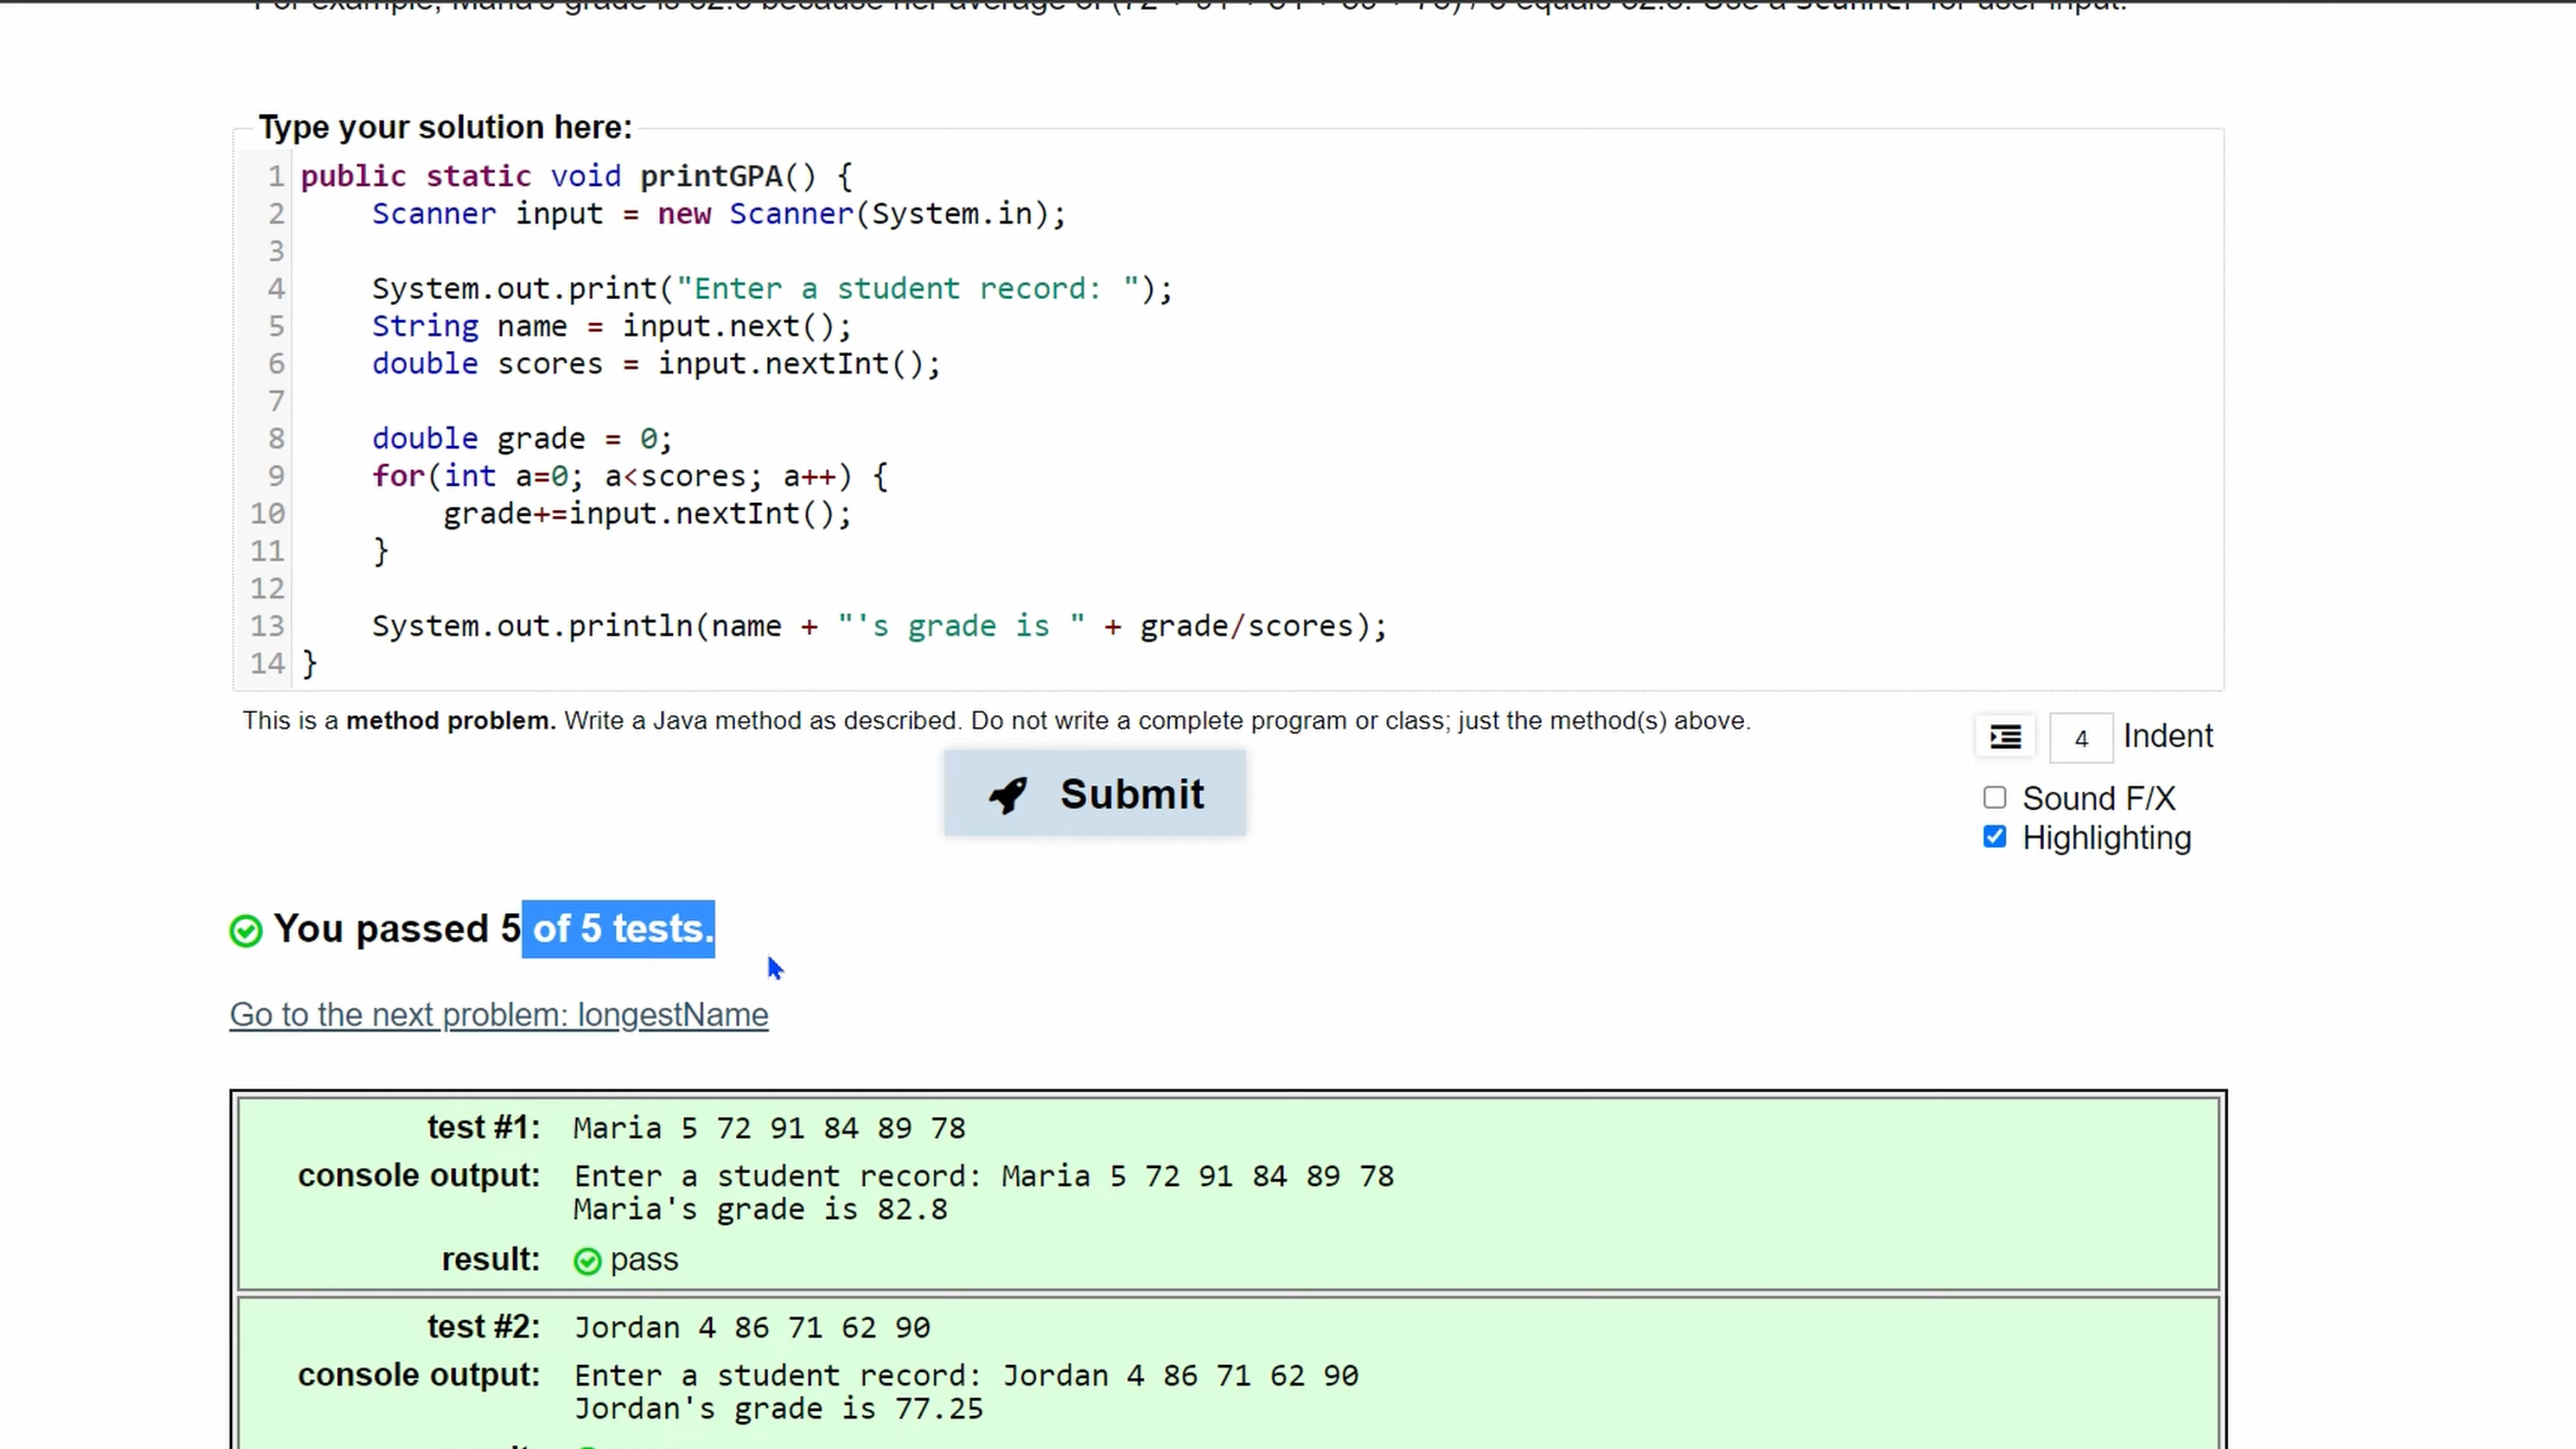 Type your solution here:
1 public static void printGPA() {
2     Scanner input = new Scanner(System.in);
3
4     System.out.print("Enter a student record: ");
5     String name = input.next();
6     double scores = input.nextInt();
7
8     double grade = 0;
9     for(int a=0; a<scores; a++) {
10         grade+=input.nextInt();
11     }
12
13     System.out.println(name + "'s grade is " + grade/scores);
14 }
This is a method problem. Write a Java method as described. Do not write a complete program or class; just the method(s) above.
4 Indent
Submit
Sound F/X
Highlighting
You passed 5 of 5 tests.
Go to the next problem: longestName
test #1: Maria 5 72 91 84 89 78
console output: Enter a student record: Maria 5 72 91 84 89 78
Maria's grade is 82.8
result: pass
test #2: Jordan 4 86 71 62 90
console output: Enter a student record: Jordan 4 86 71 62 90
Jordan's grade is 77.25